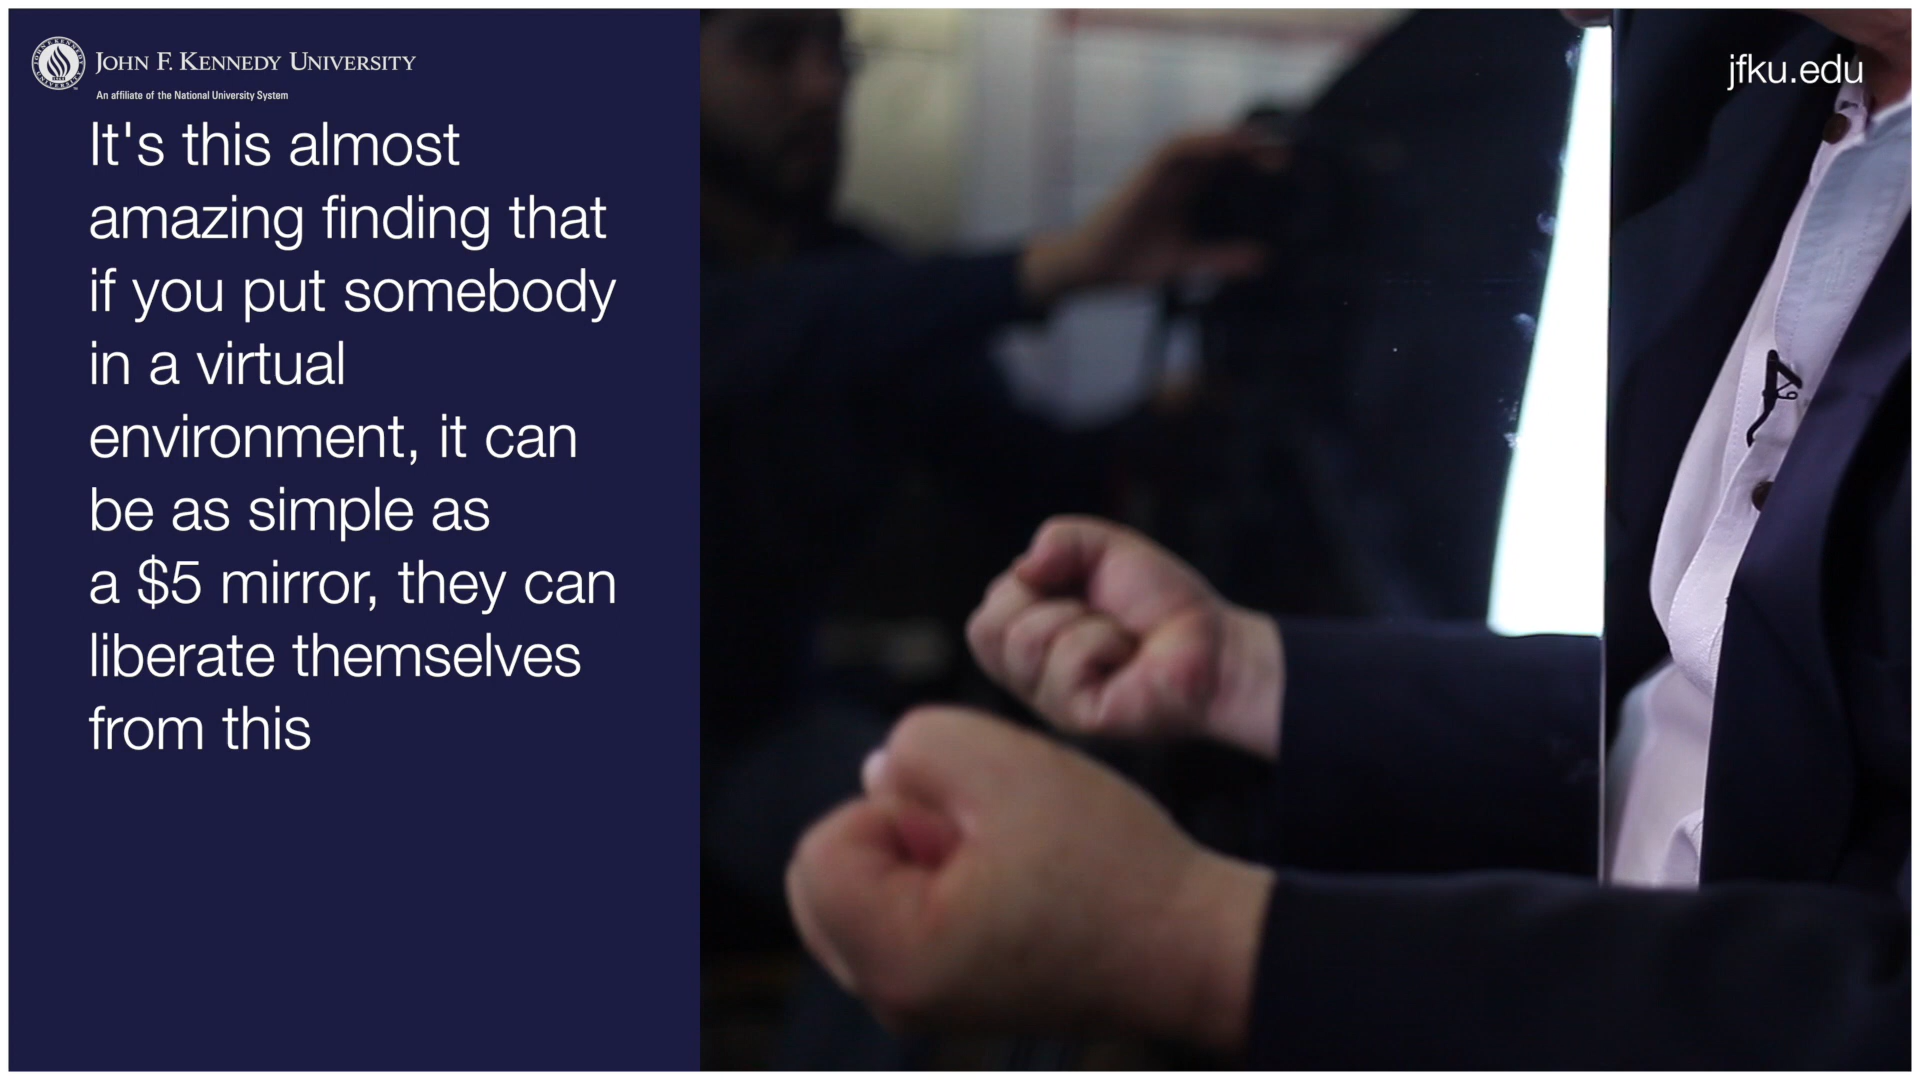 JOHN F. KENNEDY UNIVERSITY
An affiliate of the National University System
jfku.edu
It's this almost
amazing finding that
if you put somebody
in a virtual
environment, it can
be as simple as
a $5 mirror, they can
liberate themselves
from this